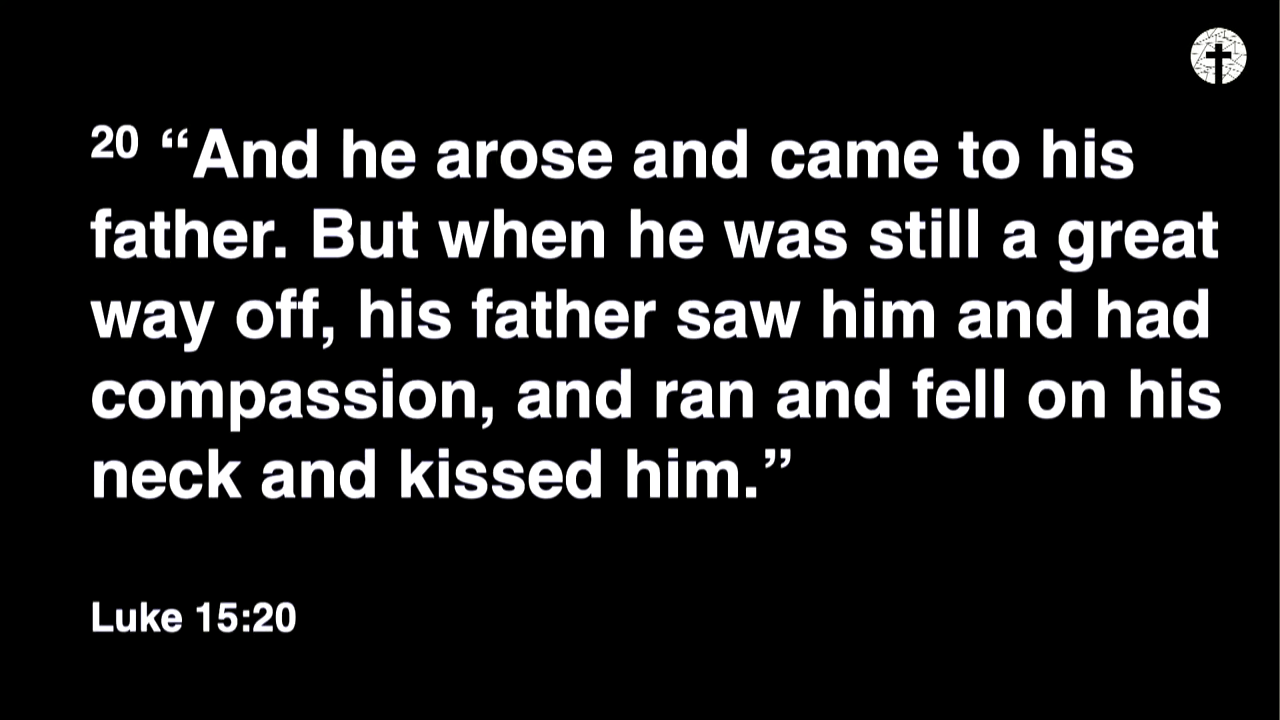 20 “And he arose and came to his
father. But when he was still a great
way off, his father saw him and had
compassion, and ran and fell on his
neck and kissed him.”
Luke 15:20